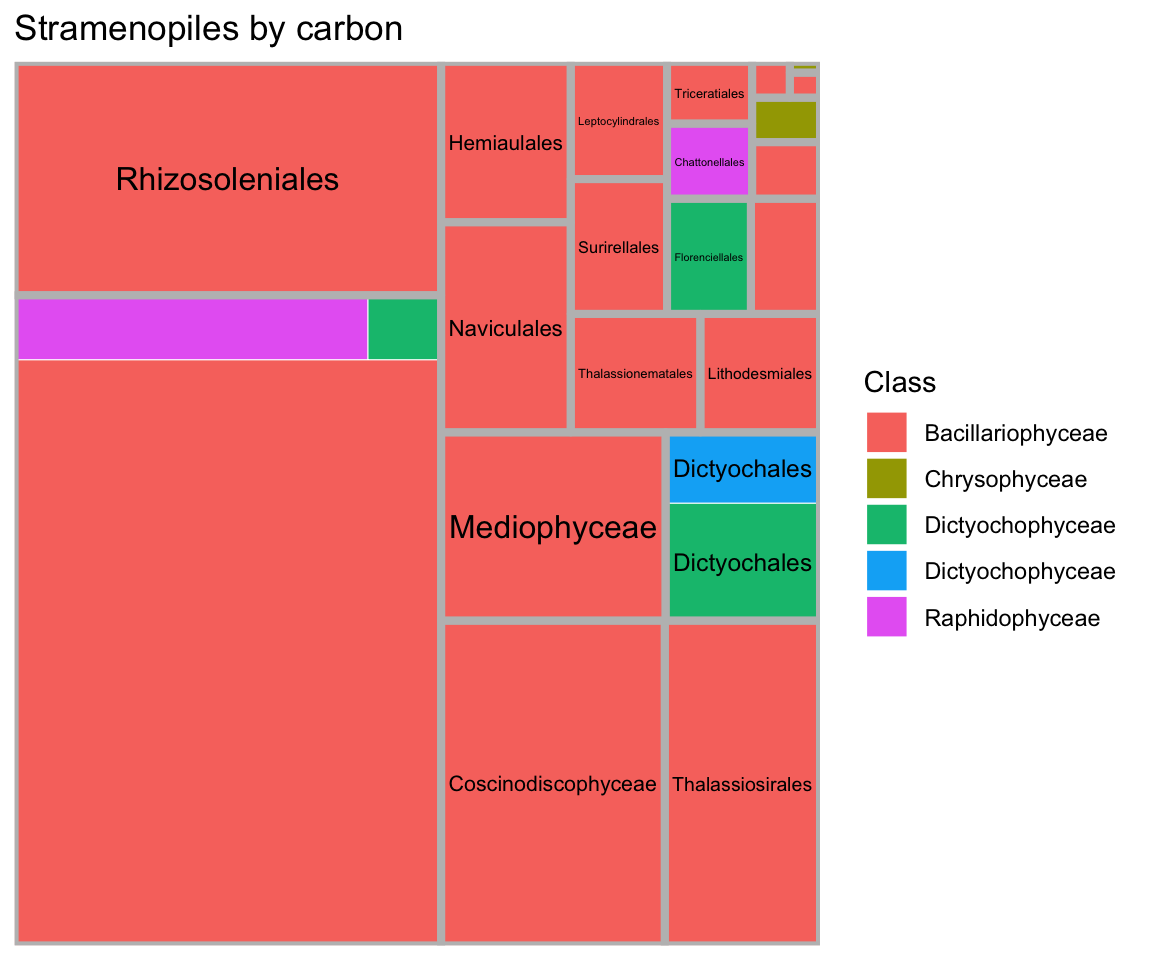 Stramenopiles by carbon
Rhizosoleniales
Hemiaulales
Naviculales
Leptocylindrales
Surirellales
Triceratiales
Chattonellales
Florenciellales
Thalassionematales
Lithodesmiales
Mediophyceae
Dictyochales
Dictyochales
Coscinodiscophyceae
Thalassiosirales
Class
Bacillariophyceae
Chrysophyceae
Dictyochophyceae
Dictyochophyceae
Raphidophyceae